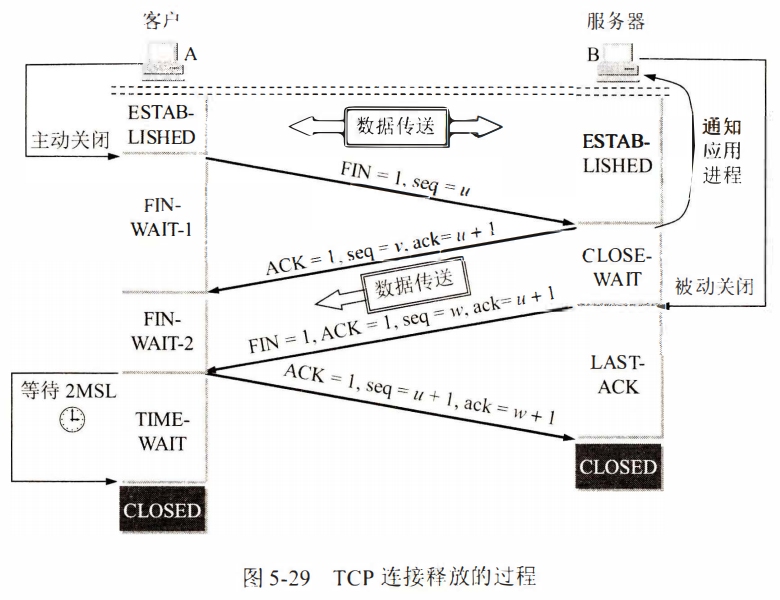 客户
服务器
A
B
ESTAB-
LISHED
数据传送
ESTAB-
LISHED
通知
应用
进程
主动关闭
FIN = 1, seq = u
FIN-
WAIT-1
ACK = 1, seq = v, ack= u + 1
CLOSE-
WAIT
数据传送
被动关闭
FIN-
WAIT-2
FIN = 1, ACK = 1, seq = w, ack= u + 1
LAST-
ACK
等待 2MSL
ACK = 1, seq = u + 1, ack = w + 1
TIME-
WAIT
CLOSED
CLOSED
图 5-29 TCP 连接释放的过程